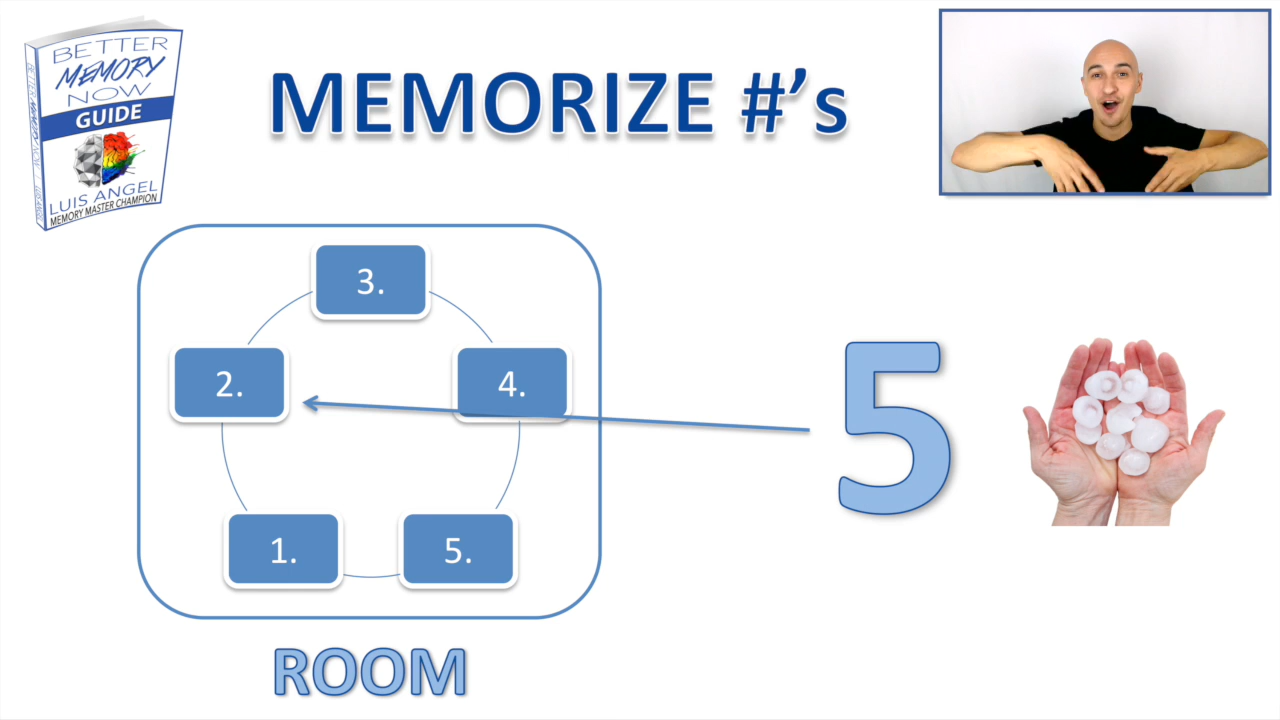 BETTER
MEMORY
NOW
GUIDE
LUIS ANGEL
MEMORY MASTER CHAMPION
MEMORIZE #'s
3.
2.
4.
5
1.
5.
ROOM